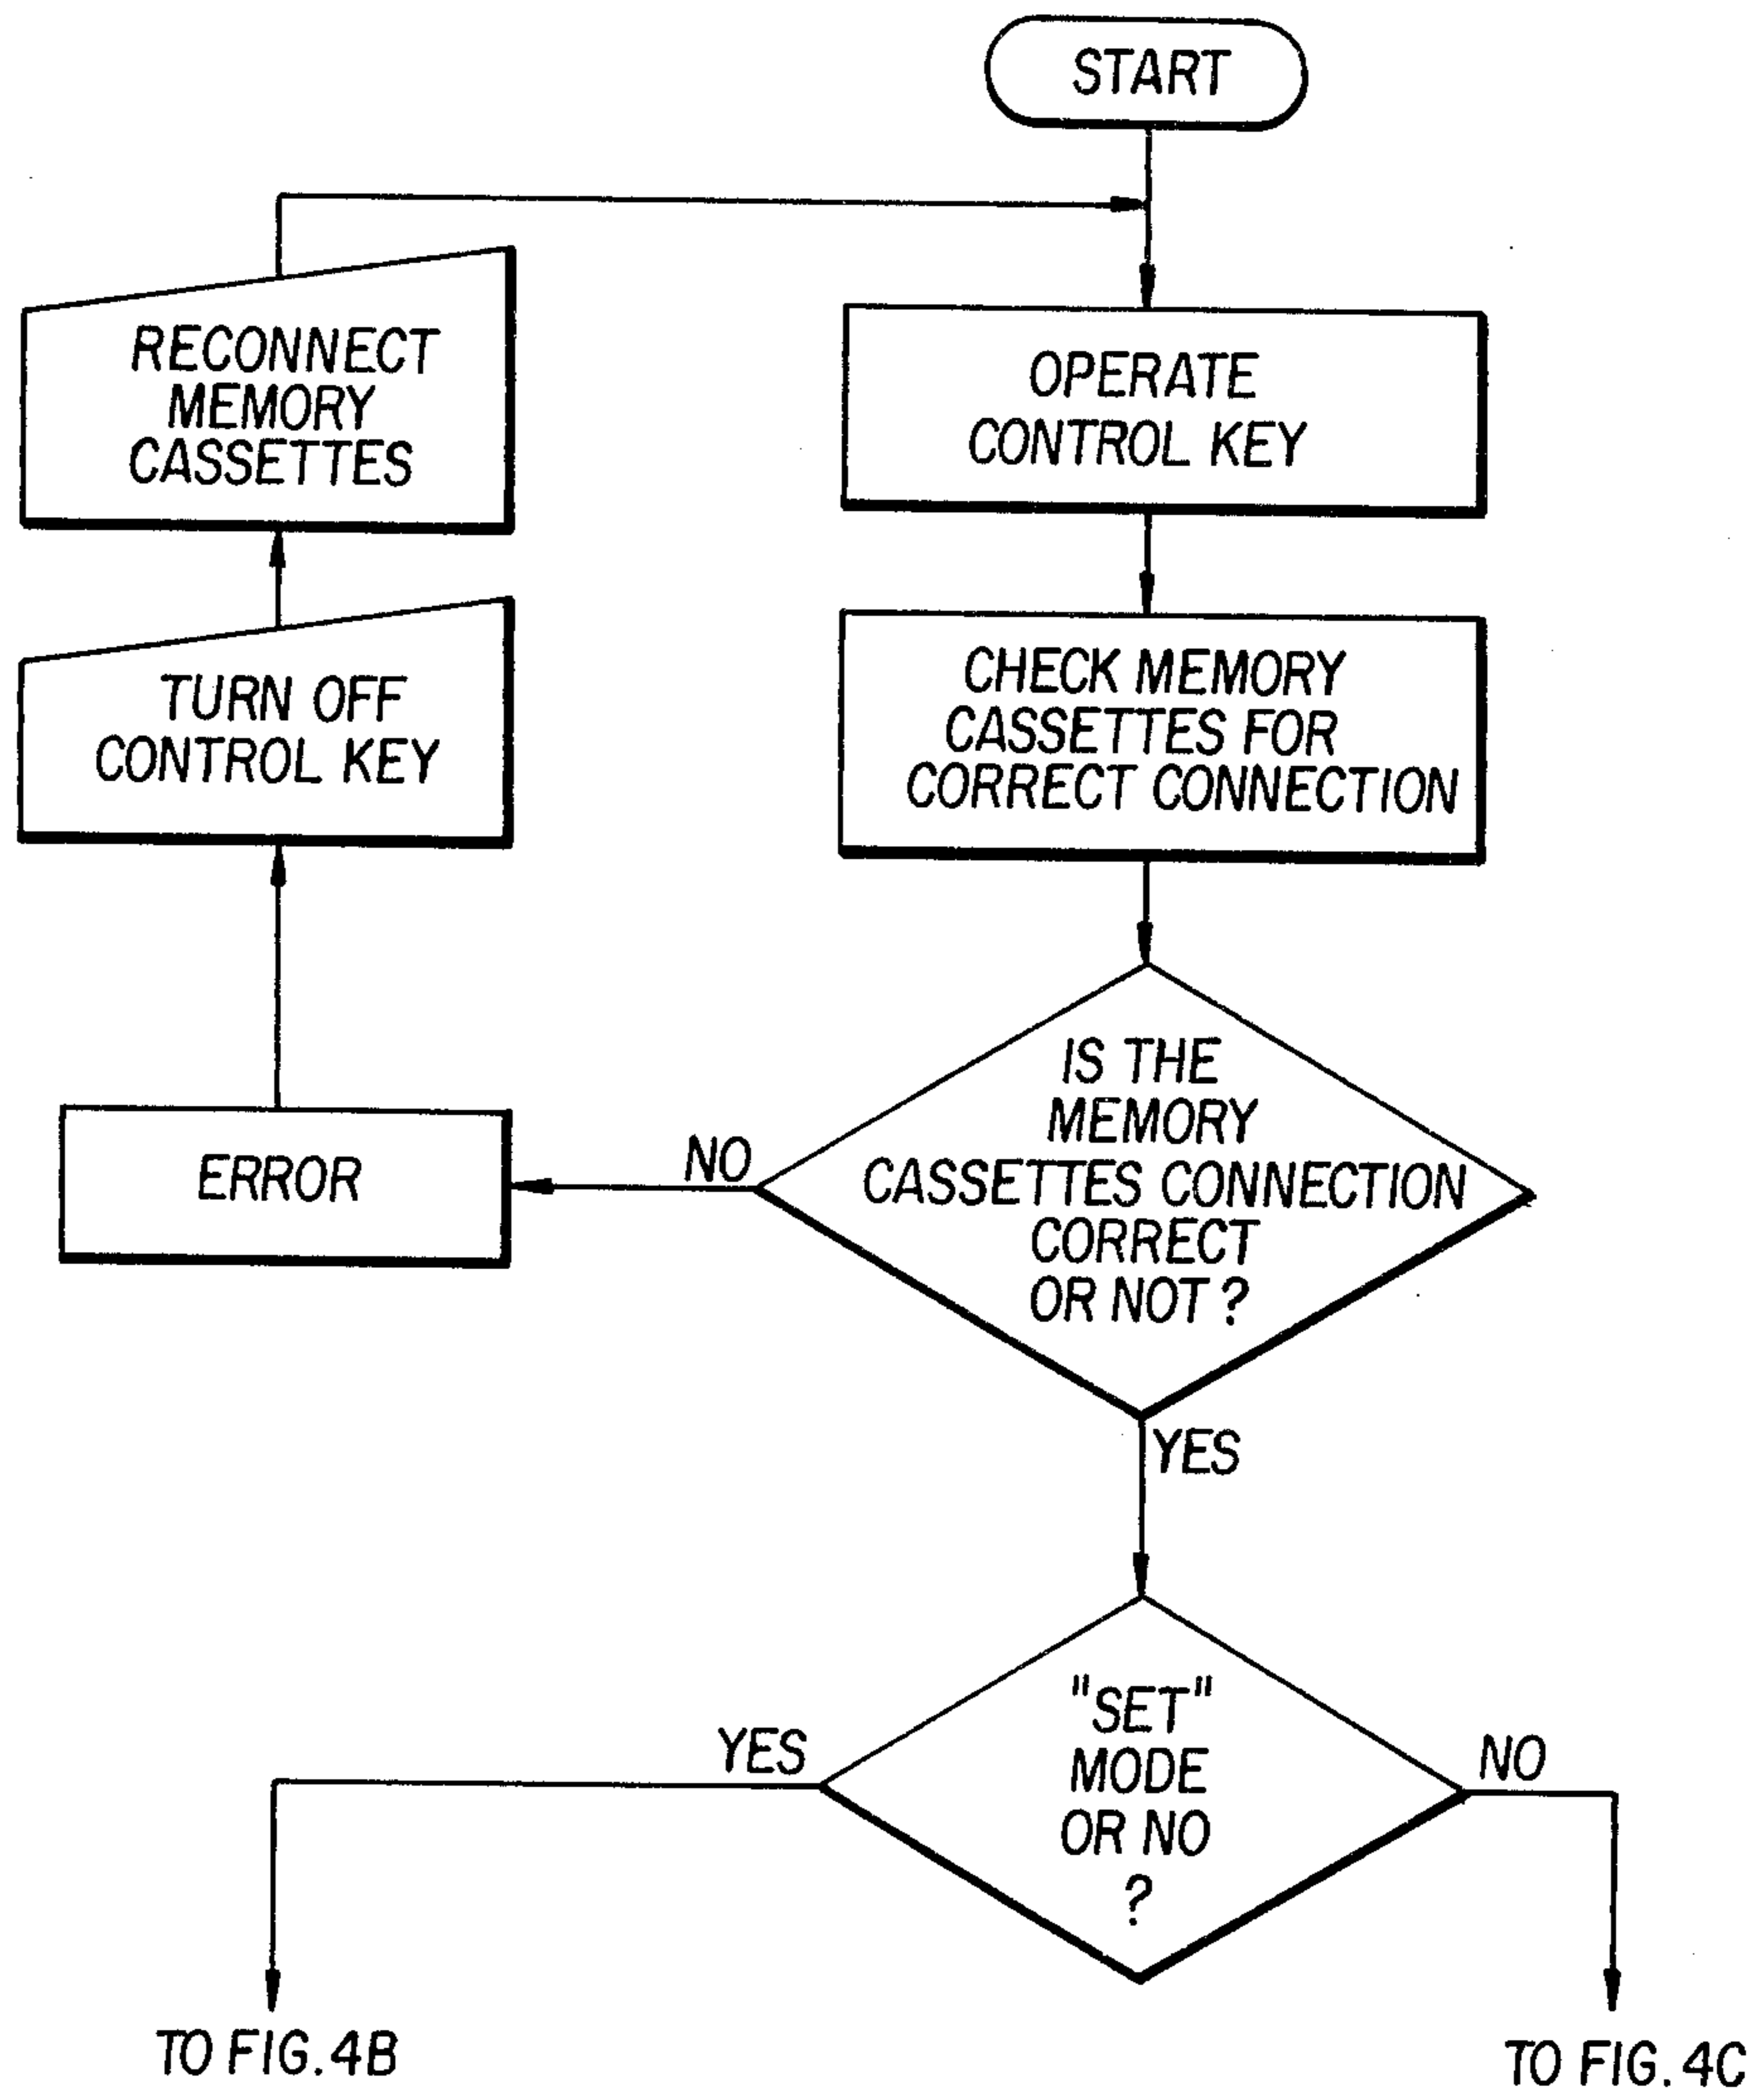 START
RECONNECT
MEMORY
CASSETTES
OPERATE
CONTROL KEY
TURN OFF
CONTROL KEY
CHECK MEMORY
CASSETTES FOR
CORRECT CONNECTION
ERROR
NO
IS THE
MEMORY
CASSETTES CONNECTION
CORRECT
OR NOT?
YES
YES
"SET"
MODE
OR NO
?
NO
TO FIG. 4B
TO FIG. 4C